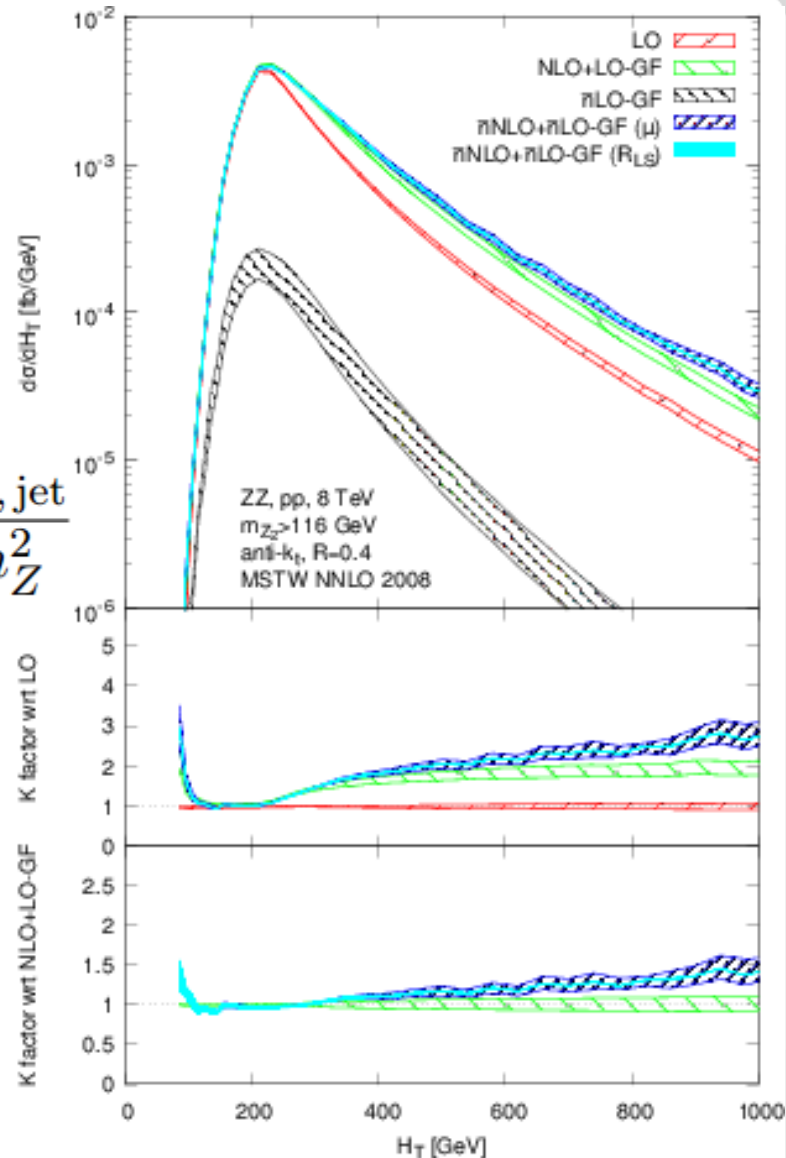 10⁻²
LO
NLO+LO-GF
n̄LO-GF
n̄NLO+n̄LO-GF (μ)
n̄NLO+n̄LO-GF (R_LS)
10⁻³
dσ/dH_T [fb/GeV]
10⁻⁴
10⁻⁵
, jet
²
Z
ZZ, pp, 8 TeV
m_Z₂>116 GeV
anti-k_t, R=0.4
MSTW NNLO 2008
10⁻⁶
K factor wrt LO
5
4
3
2
1
0
K factor wrt NLO+LO-GF
2.5
2
1.5
1
0.5
0
0 200 400 600 800 1000
H_T [GeV]